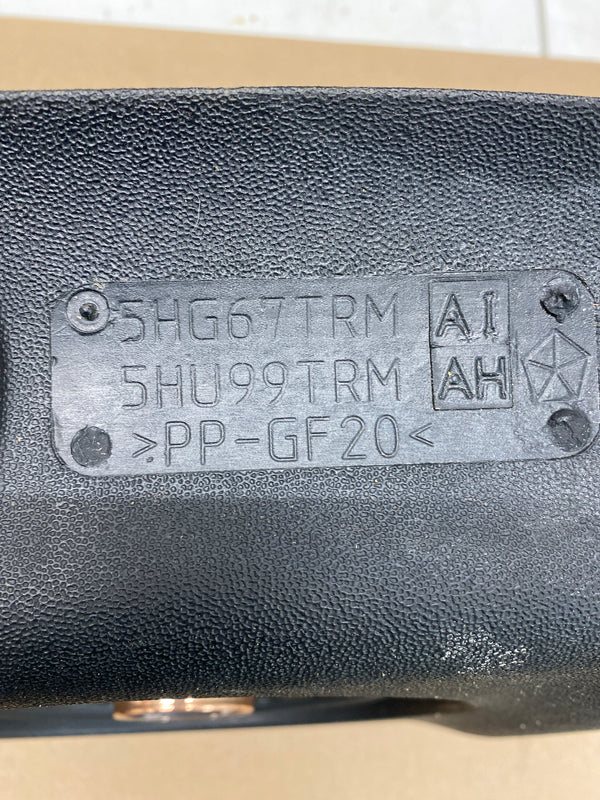 5HG67TRM AI
5HU99TRM AH
>PP-GF20<